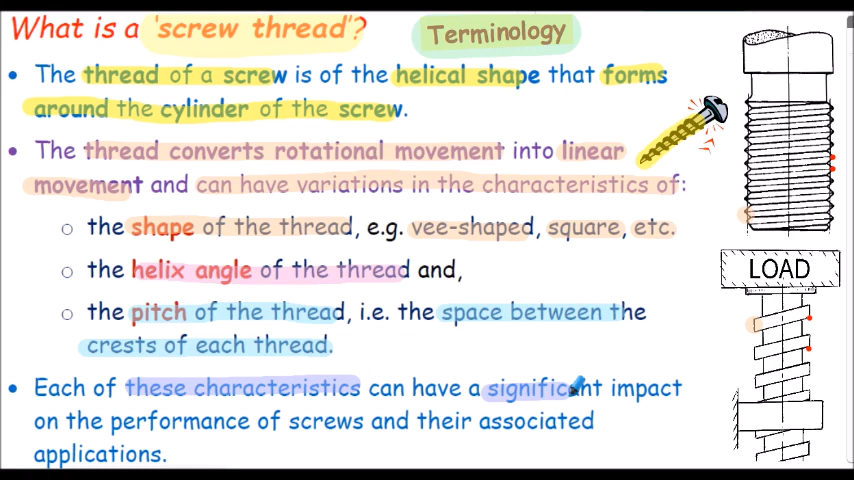 What is a 'screw thread'?
Terminology
• The thread of a screw is of the helical shape that forms
around the cylinder of the screw.
• The thread converts rotational movement into linear
movement and can have variations in the characteristics of:
○ the shape of the thread, e.g. vee-shaped, square, etc.
○ the helix angle of the thread and,
○ the pitch of the thread, i.e. the space between the
crests of each thread.
• Each of these characteristics can have a significant impact
on the performance of screws and their associated
applications.
LOAD